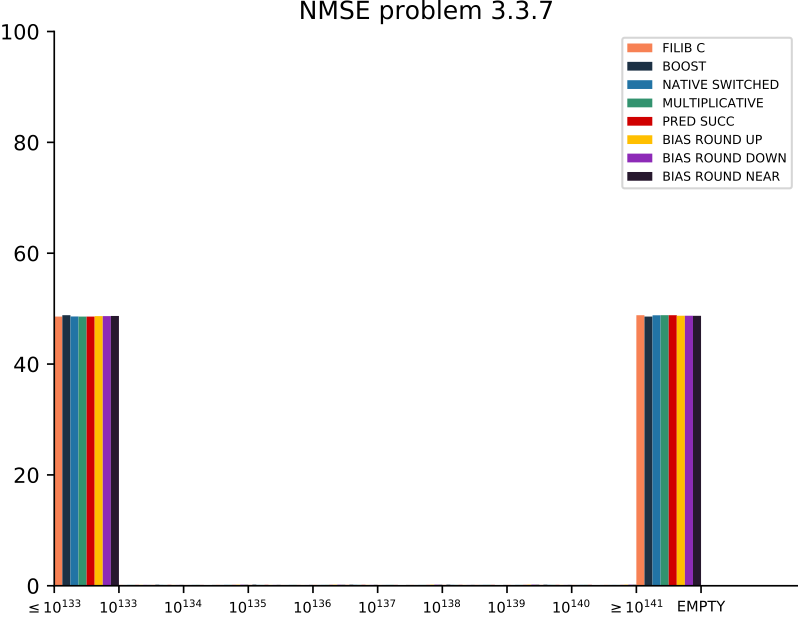 NMSE problem 3.3.7
100
80
60
40
20
0
FILIB C
BOOST
NATIVE SWITCHED
MULTIPLICATIVE
PRED SUCC
BIAS ROUND UP
BIAS ROUND DOWN
BIAS ROUND NEAR
≤ 10¹³³ 10¹³³ 10¹³⁴ 10¹³⁵ 10¹³⁶ 10¹³⁷ 10¹³⁸ 10¹³⁹ 10¹⁴⁰ ≥ 10¹⁴¹ EMPTY